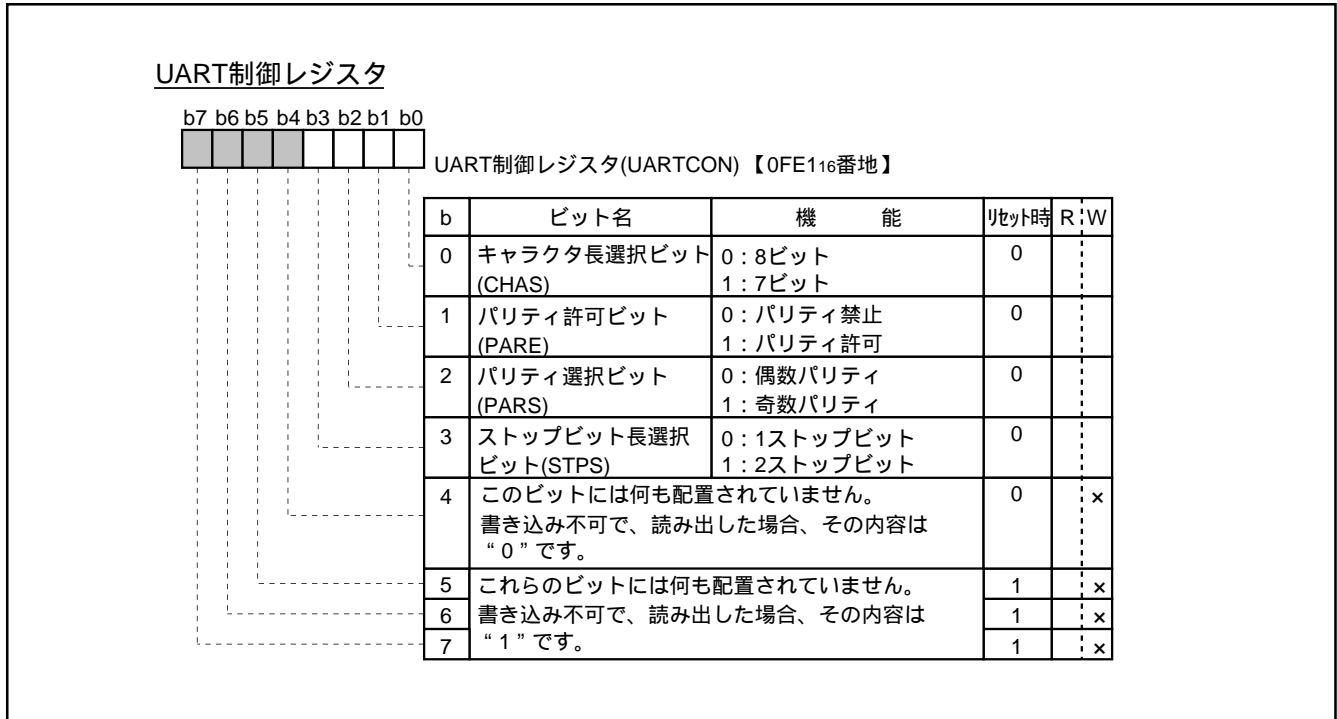 UART制御レジスタ
b7 b6 b5 b4 b3 b2 b1 b0
UART制御レジスタ(UARTCON)【0FE116番地】
b ビット名 機 能 リセット時 R W
0 キャラクタ長選択ビット 0：8ビット 0
(CHAS) 1：7ビット
1 パリティ許可ビット 0：パリティ禁止 0
(PARE) 1：パリティ許可
2 パリティ選択ビット 0：偶数パリティ 0
(PARS) 1：奇数パリティ
3 ストップビット長選択 0：1ストップビット 0
ビット(STPS) 1：2ストップビット
4 このビットには何も配置されていません。 0 ×
書き込み不可で、読み出した場合、その内容は
“0”です。
5 これらのビットには何も配置されていません。 1 ×
6 書き込み不可で、読み出した場合、その内容は 1 ×
7 “1”です。 1 ×